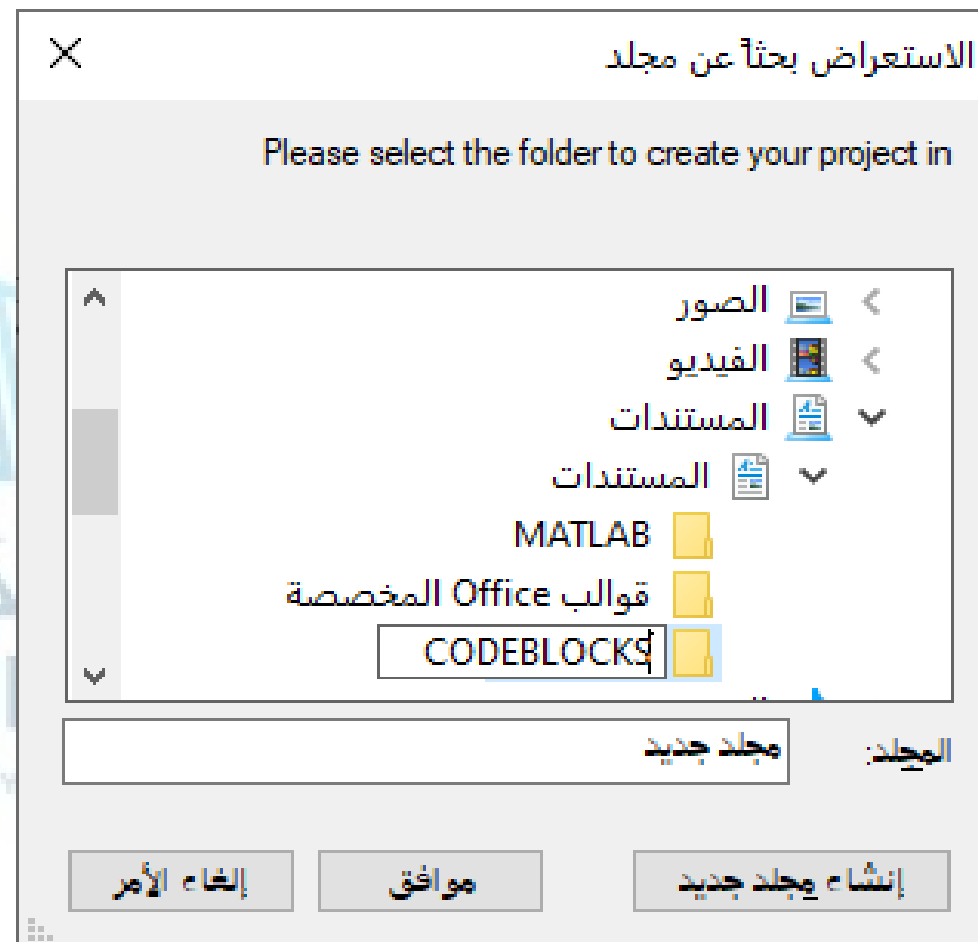 الاستعراض بحثاً عن مجلد
Please select the folder to create your project in
الصور
الفيديو
المستندات
المستندات
MATLAB
قوالب Office المخصصة
CODEBLOCKS
المجلد: مجلد جديد
إنشاء مجلد جديد موافق إلغاء الأمر